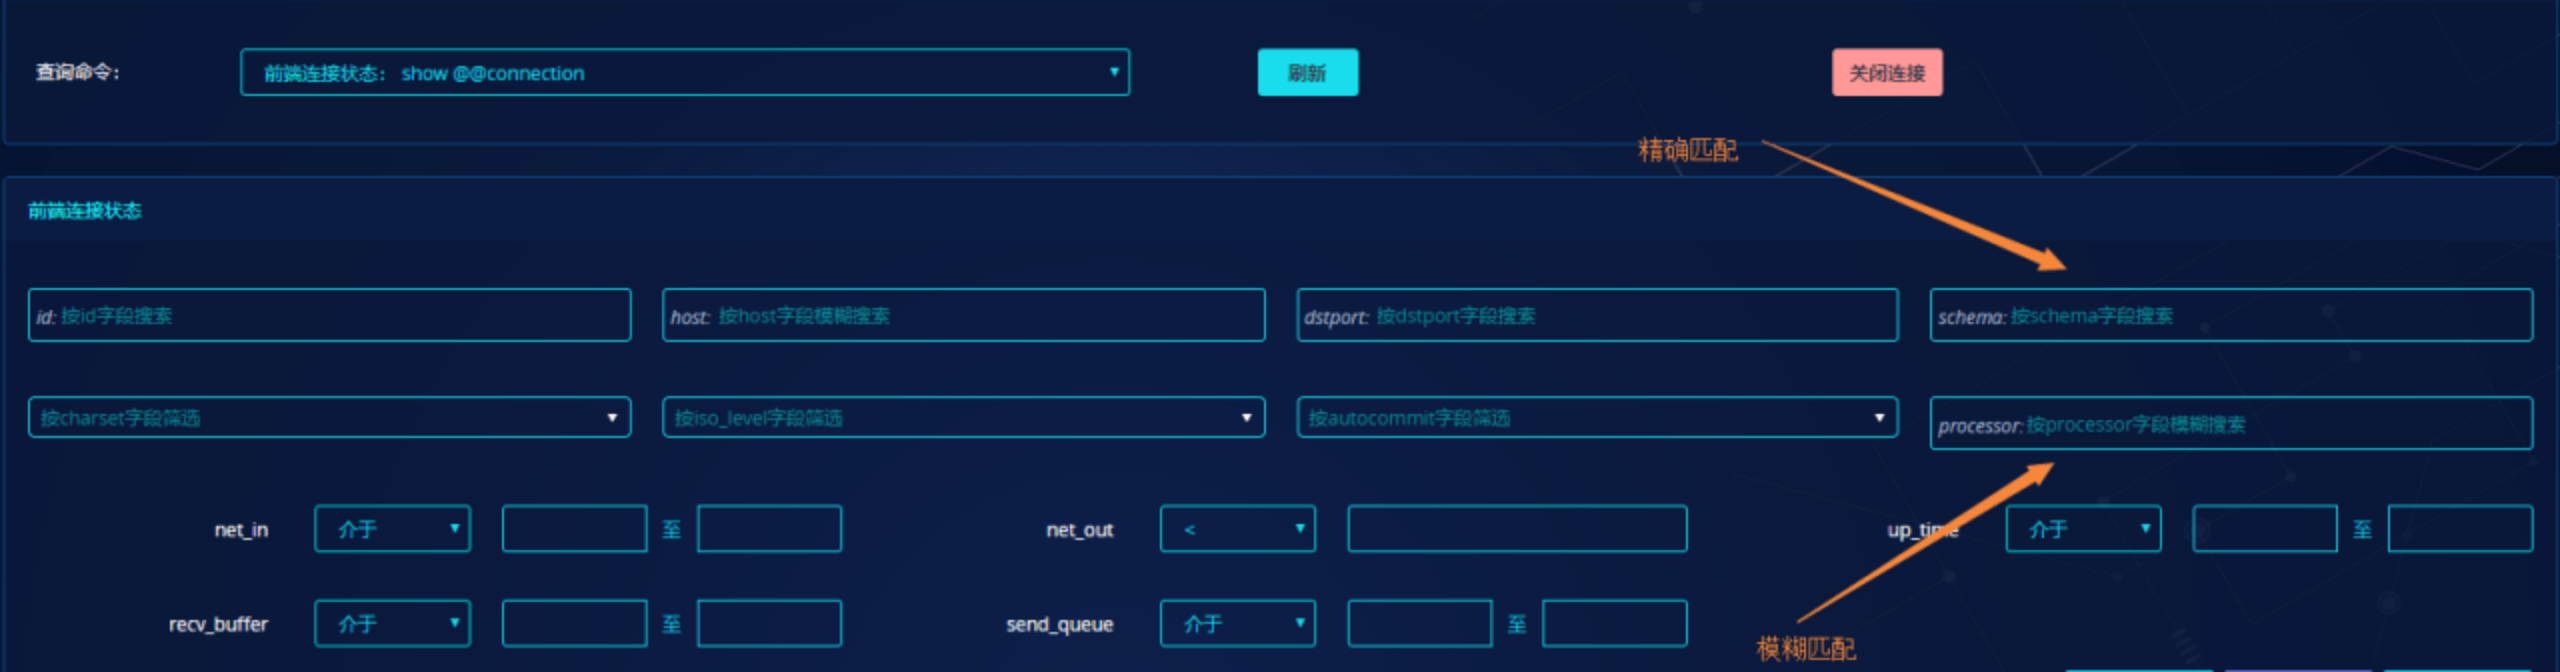 查询命令：
前端连接状态： show @@connection
刷新
关闭连接
精确匹配
前端连接状态
id: 按id字段搜索
host: 按host字段模糊搜索
dstport: 按dstport字段搜索
schema: 按schema字段搜索
按charset字段筛选
按iso_level字段筛选
按autocommit字段筛选
processor: 按processor字段模糊搜索
net_in 介于 至
net_out <
up_time 介于 至
recv_buffer 介于 至
send_queue 介于 至
模糊匹配